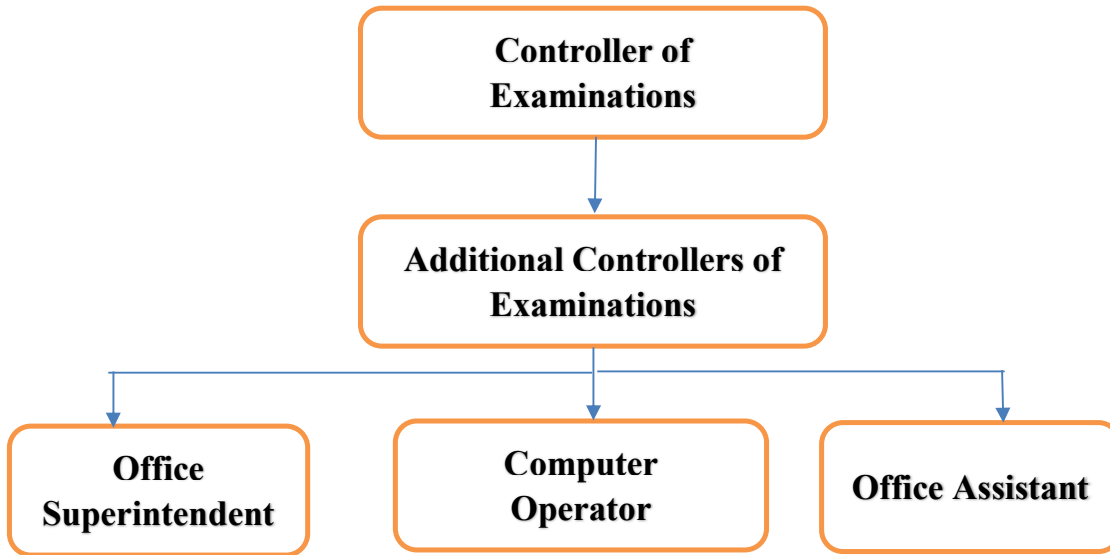 Controller of
Examinations
Additional Controllers of
Examinations
Office
Superintendent
Computer
Operator
Office Assistant